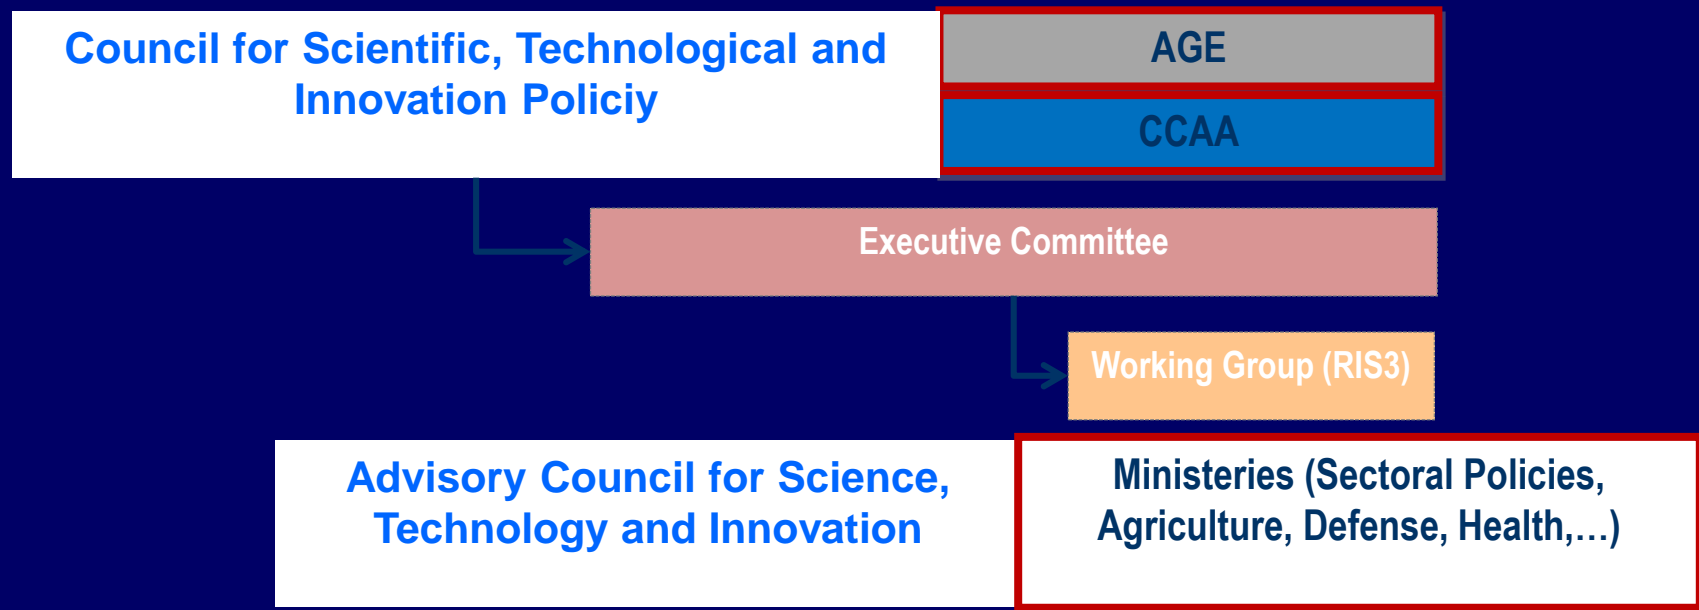 Council for Scientific, Technological and
Innovation Policiy
AGE
CCAA
Executive Committee
Working Group (RIS3)
Advisory Council for Science,
Technology and Innovation
Ministeries (Sectoral Policies,
Agriculture, Defense, Health,...)